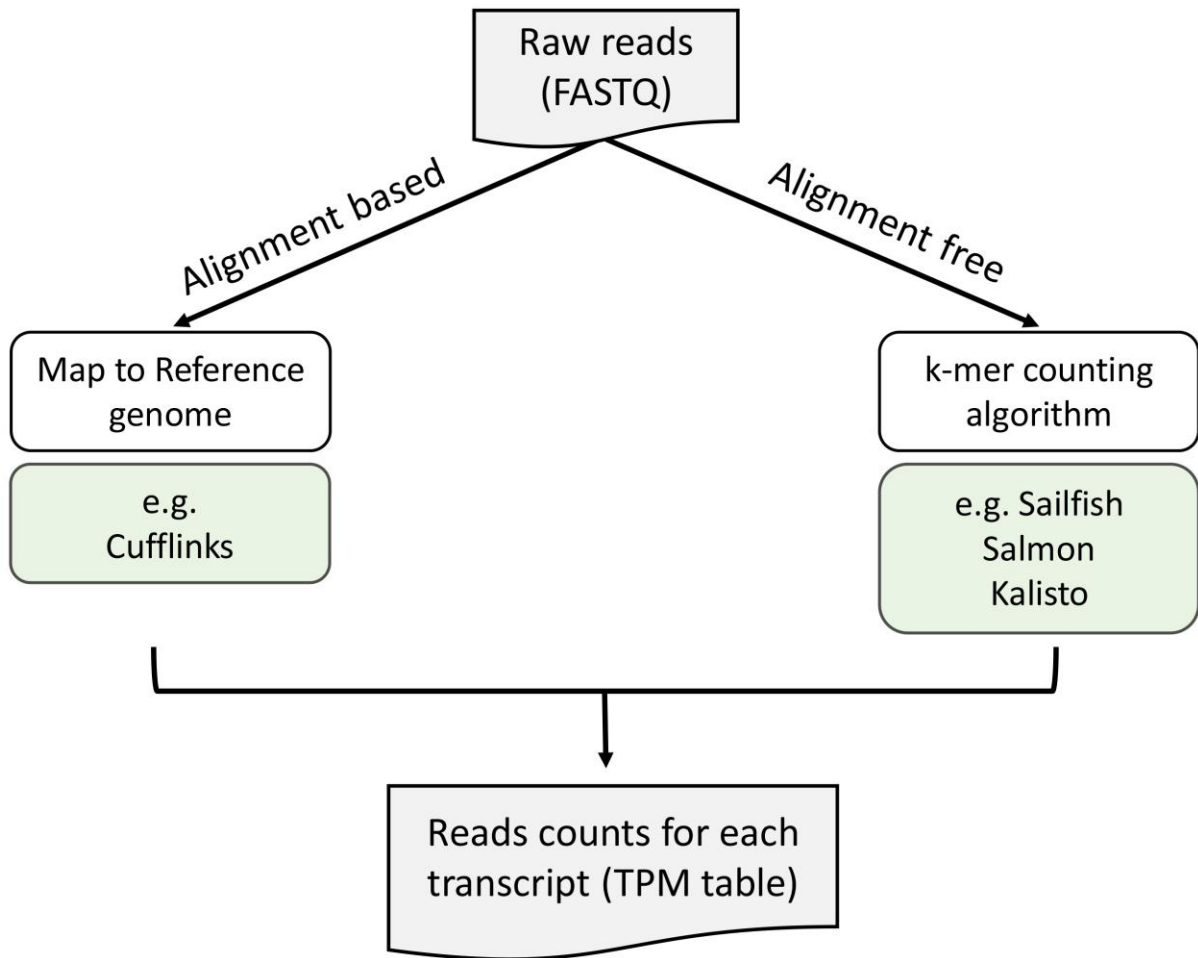 Raw reads
(FASTQ)
Alignment based
Alignment free
Map to Reference
genome
k-mer counting
algorithm
e.g.
Cufflinks
e.g. Sailfish
Salmon
Kalisto
Reads counts for each
transcript (TPM table)